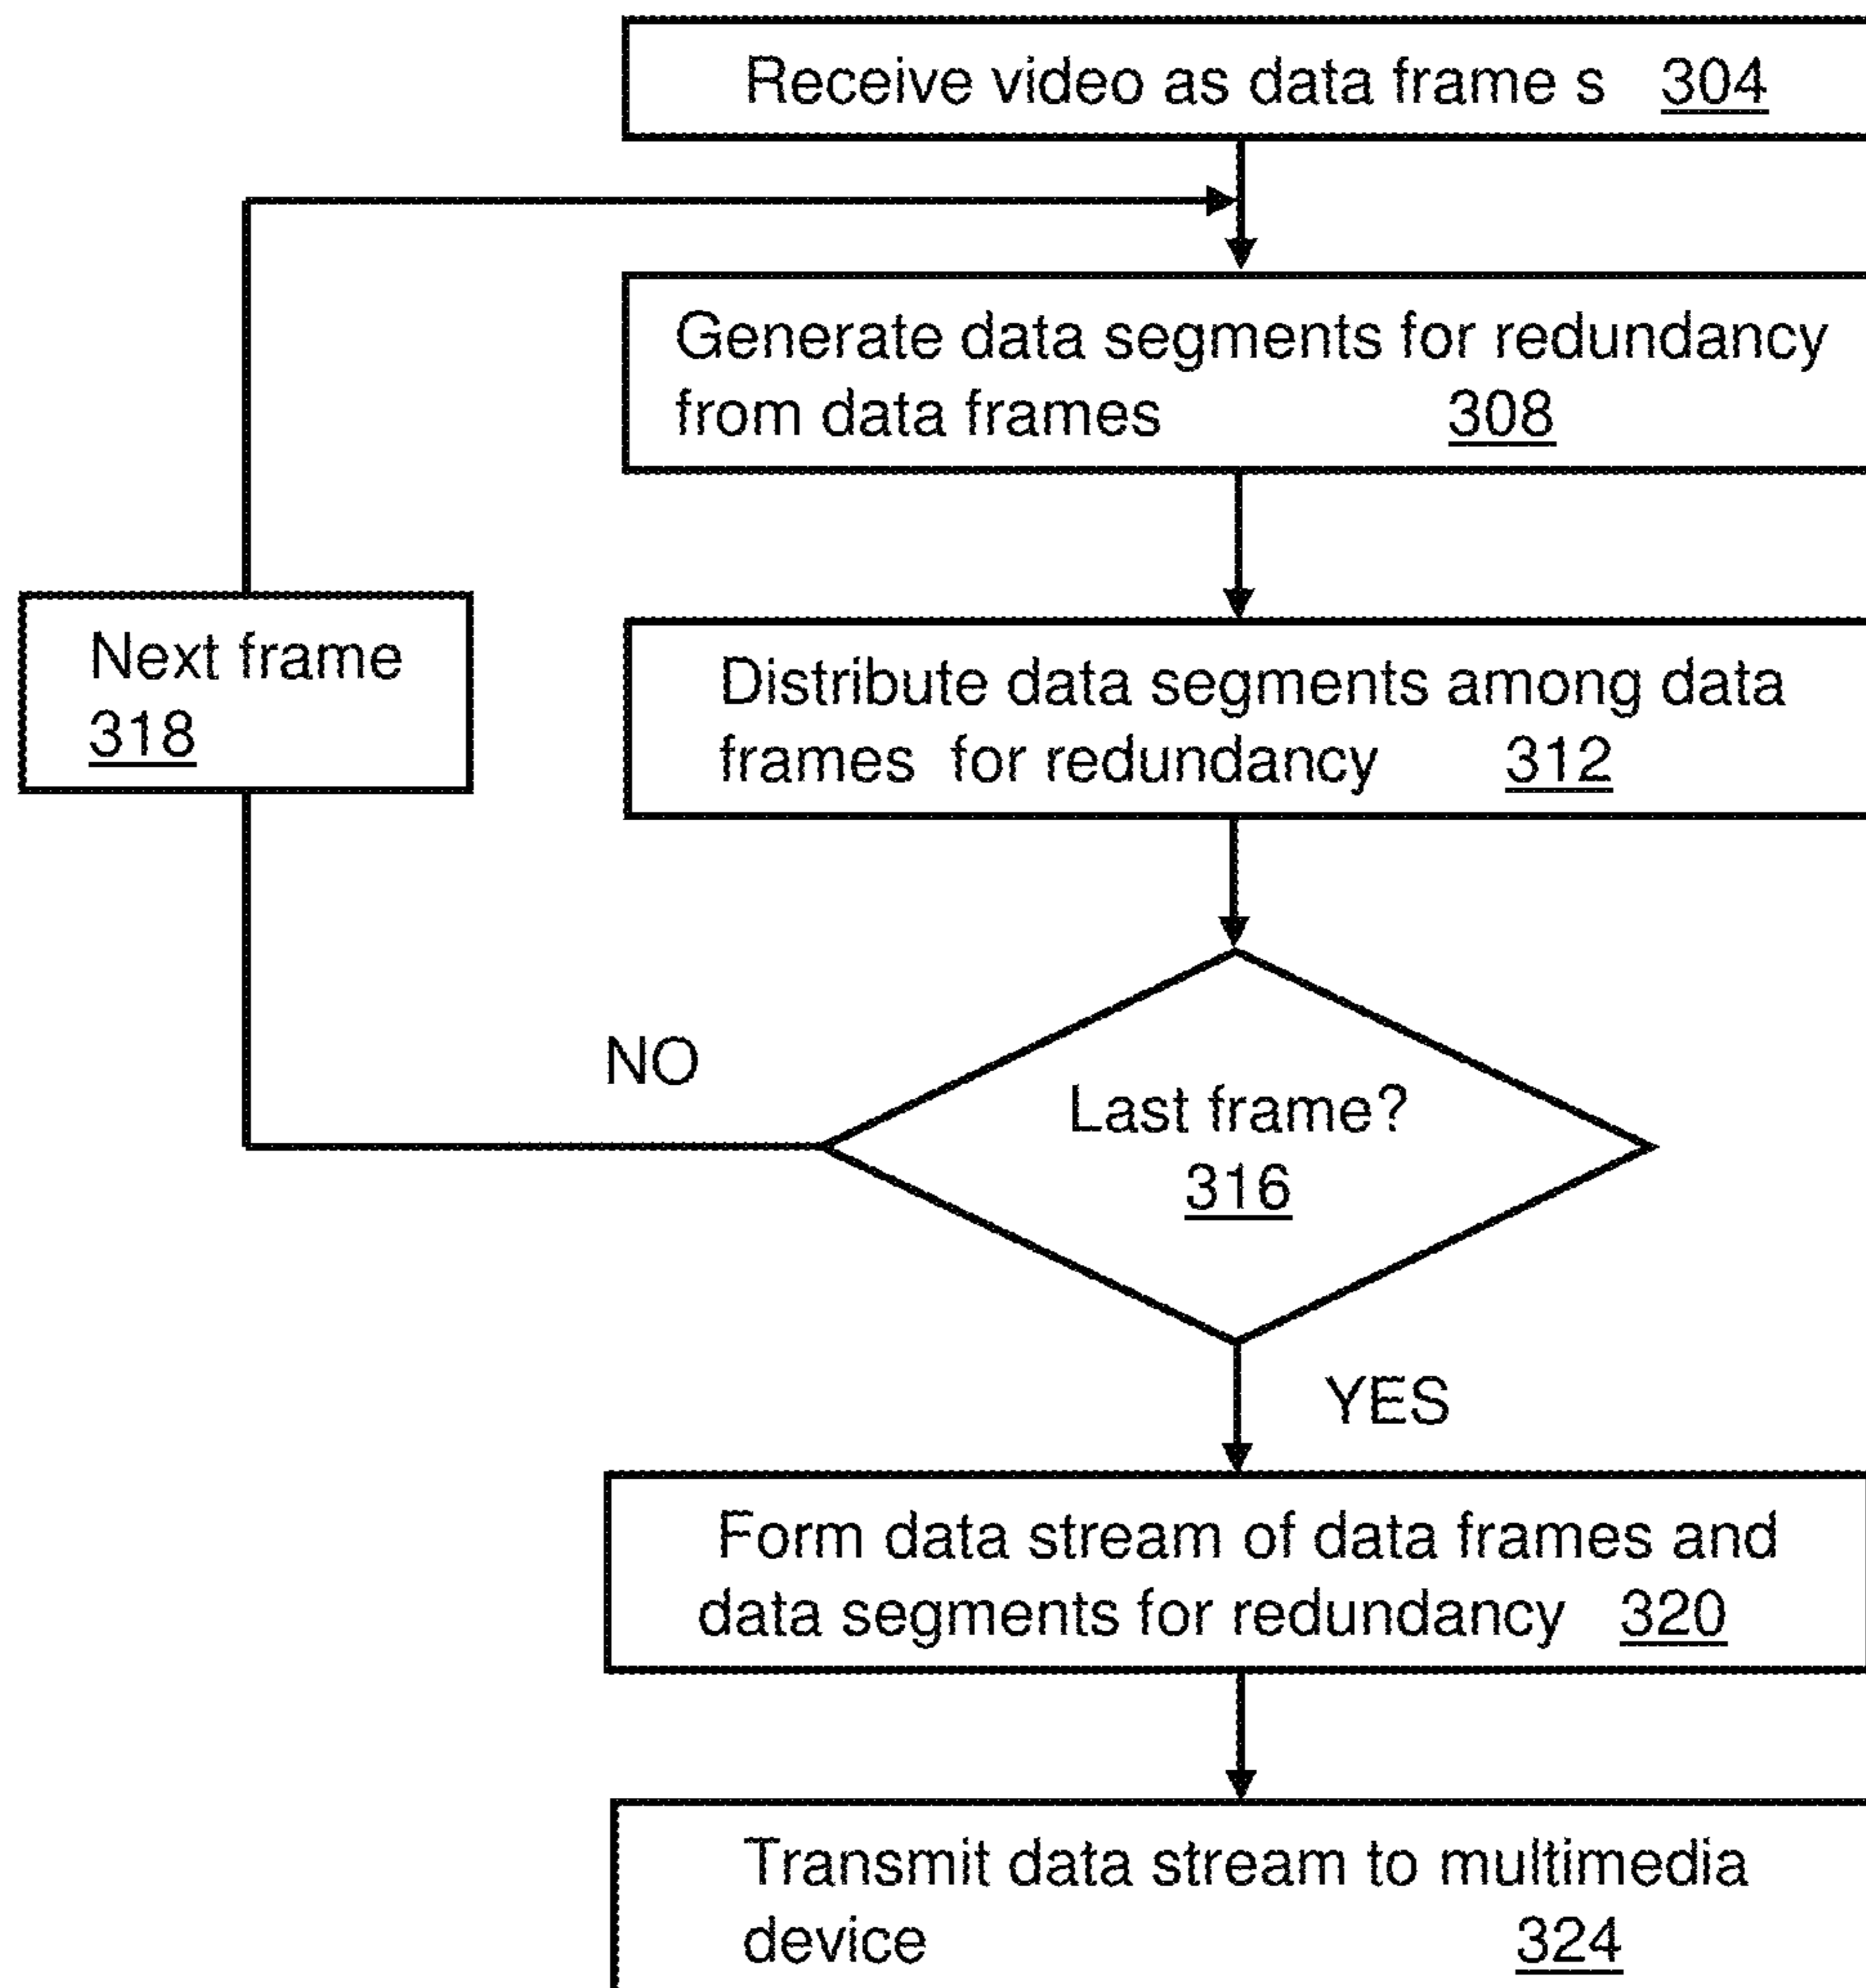 Receive video as data frame s 304
Generate data segments for redundancy
from data frames 308
Next frame
318
Distribute data segments among data
frames for redundancy 312
NO
Last frame?
316
YES
Form data stream of data frames and
data segments for redundancy 320
Transmit data stream to multimedia
device 324